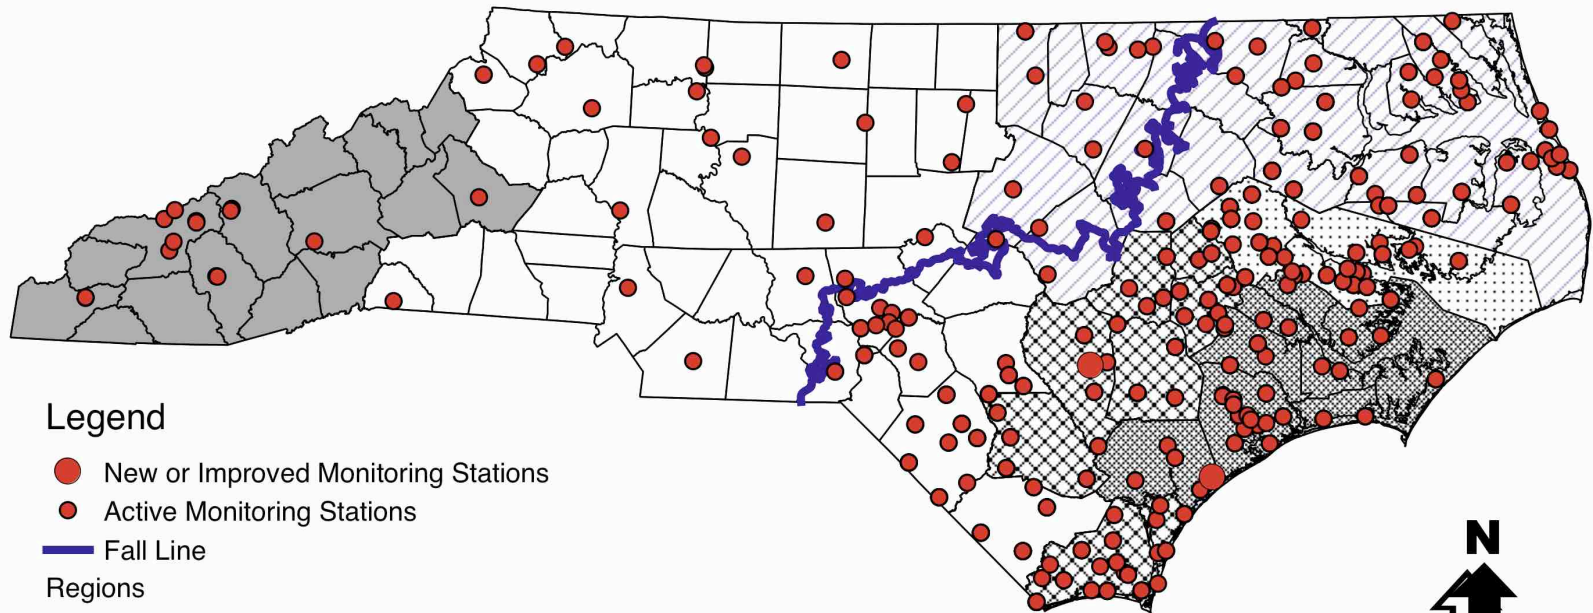 Legend
New or Improved Monitoring Stations
Active Monitoring Stations
Fall Line
Regions
N